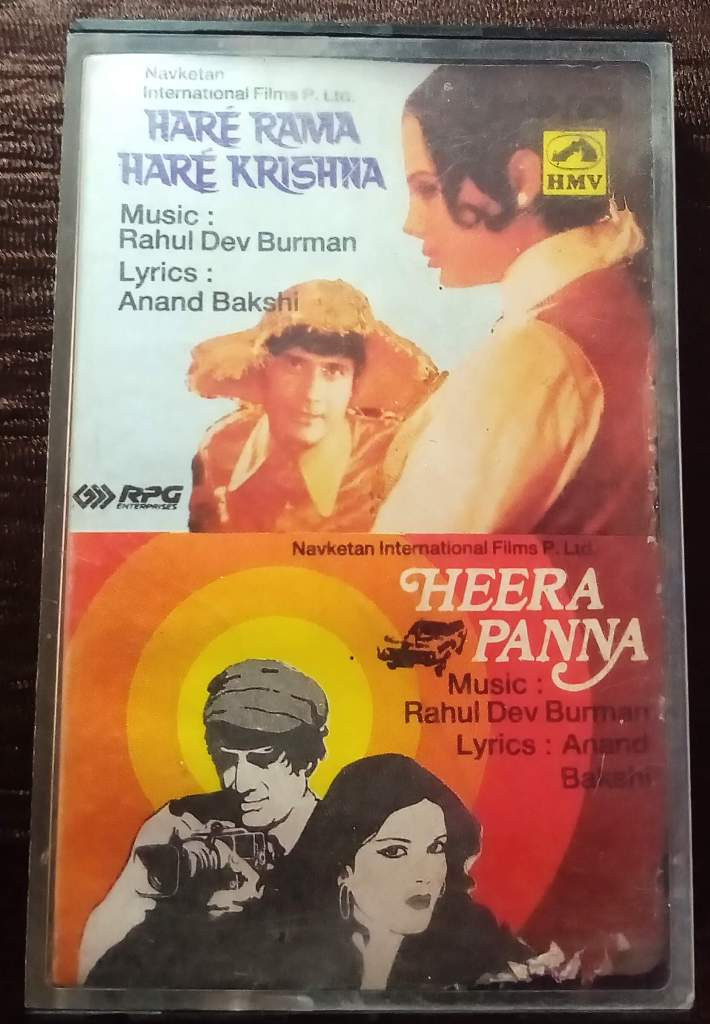 Navketan
International Films P. Ltd.
HARÉ RAMA
HARÉ KRISHNA
HMV
Music :
Rahul Dev Burman
Lyrics :
Anand Bakshi
RPG
ENTERPRISES
Navketan International Films P. Ltd.
HEERA
PANNA
Music :
Rahul Dev Burman
Lyrics : Anand
Bakshi